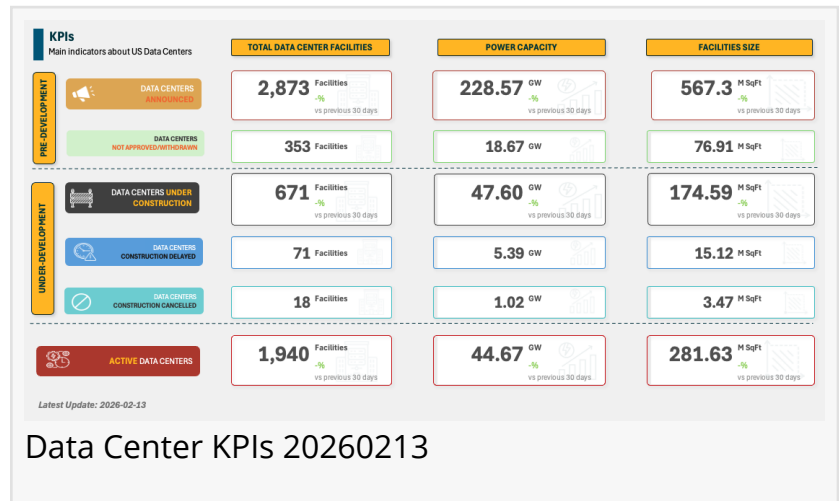 KPIs
Main indicators about US Data Centers
TOTAL DATA CENTER FACILITIES
POWER CAPACITY
FACILITIES SIZE
PRE-DEVELOPMENT
DATA CENTERS
ANNOUNCED
2,873 Facilities
-%
vs previous 30 days
228.57 GW
-%
vs previous 30 days
567.3 M SqFt
-%
vs previous 30 days
DATA CENTERS
NOT APPROVED/WITHDRAWN
353 Facilities
18.67 GW
76.91 M SqFt
UNDER-DEVELOPMENT
DATA CENTERS UNDER
CONSTRUCTION
671 Facilities
-%
vs previous 30 days
47.60 GW
-%
vs previous 30 days
174.59 M SqFt
-%
vs previous 30 days
DATA CENTERS
CONSTRUCTION DELAYED
71 Facilities
5.39 GW
15.12 M SqFt
DATA CENTERS
CONSTRUCTION CANCELLED
18 Facilities
1.02 GW
3.47 M SqFt
ACTIVE DATA CENTERS
1,940 Facilities
-%
vs previous 30 days
44.67 GW
-%
vs previous 30 days
281.63 M SqFt
-%
vs previous 30 days
Latest Update: 2026-02-13
Data Center KPIs 20260213